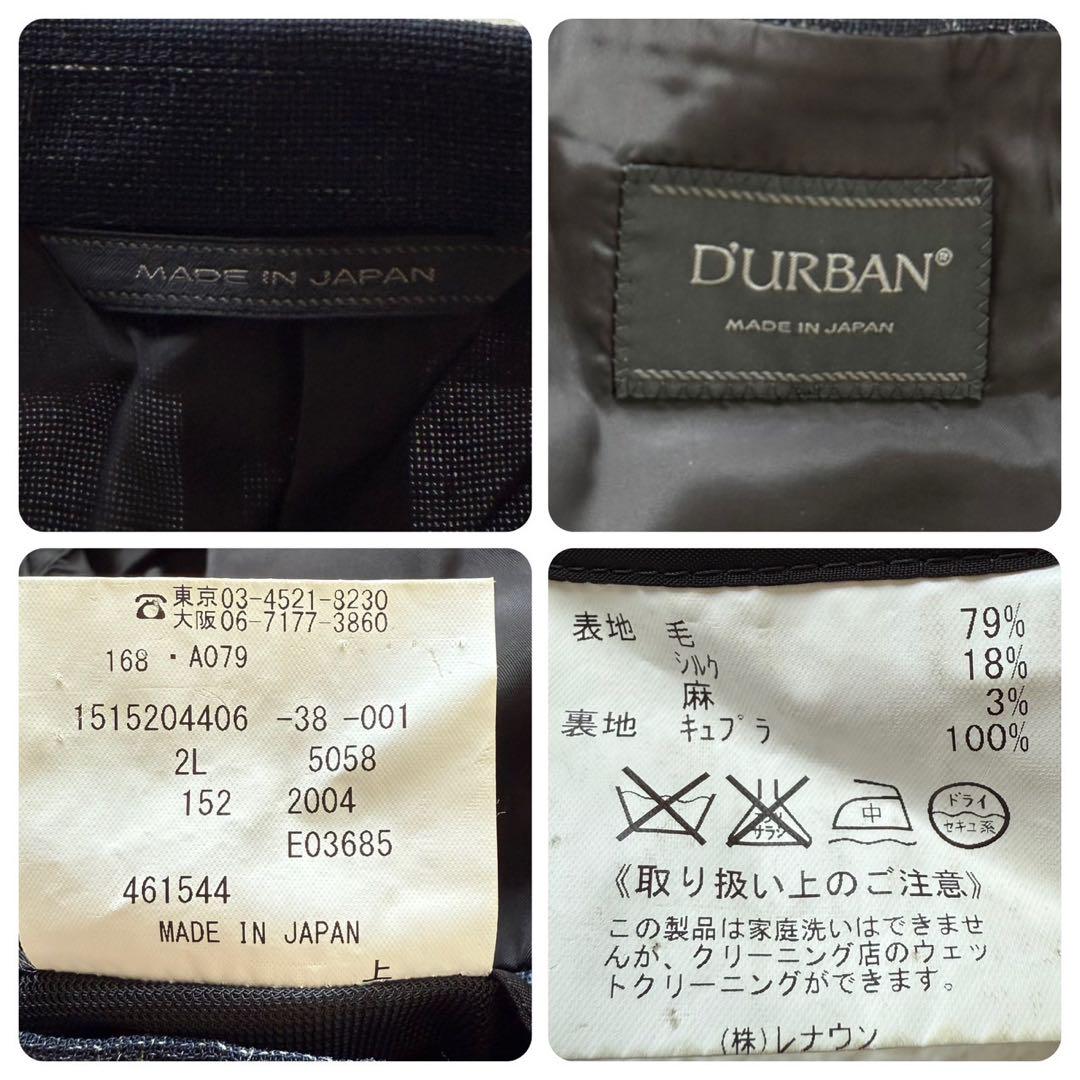 MADE IN JAPAN
D'URBAN®
MADE IN JAPAN
☎東京03-4521-8230
大阪06-7177-3860
168・A079
1515204406 -38 -001
2L 5058
152 2004
E03685
461544
MADE IN JAPAN
上
表地 毛 79%
シルク 18%
麻 3%
裏地 キュプラ 100%
サラシ 中 ドライ
セキユ系
《取り扱い上のご注意》
この製品は家庭洗いはできませ
んが、クリーニング店のウェッ
トクリーニングができます。
(株)レナウン